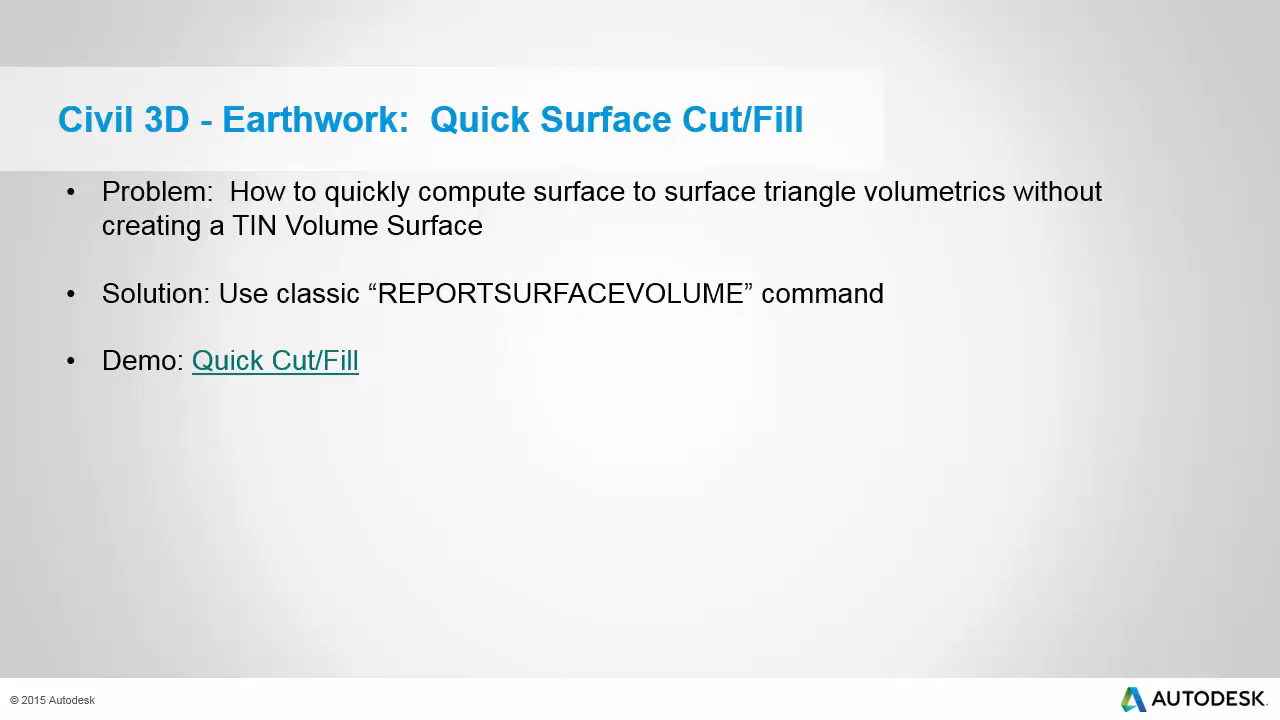 Civil 3D - Earthwork:  Quick Surface Cut/Fill
• Problem:  How to quickly compute surface to surface triangle volumetrics without
creating a TIN Volume Surface
• Solution: Use classic “REPORTSURFACEVOLUME” command
• Demo: Quick Cut/Fill
© 2015 Autodesk
AUTODESK.